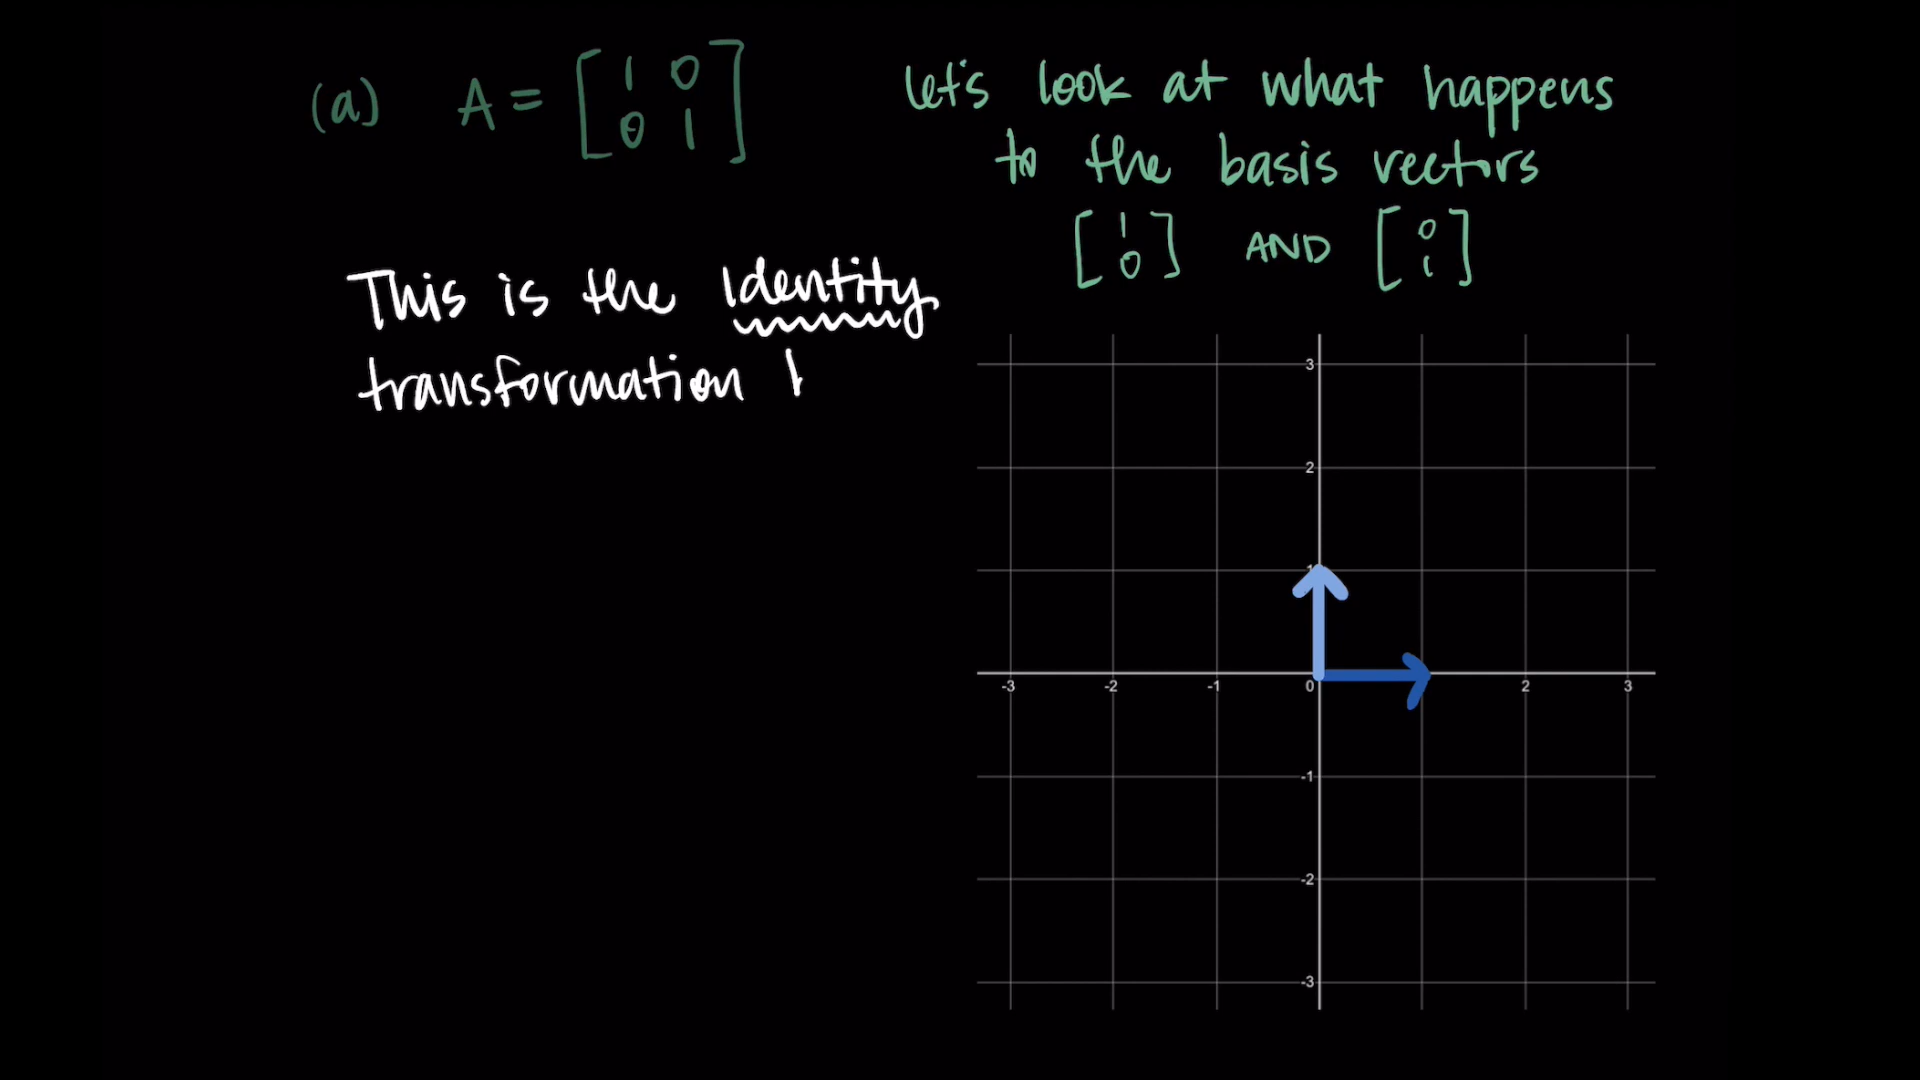 (a) A = [1 0
0 1]
let's look at what happens
to the basis vectors
[1
0] AND [0
1]
This is the Identity
transformation !
3
2
1
-3 -2 -1 0 2 3
-1
-2
-3